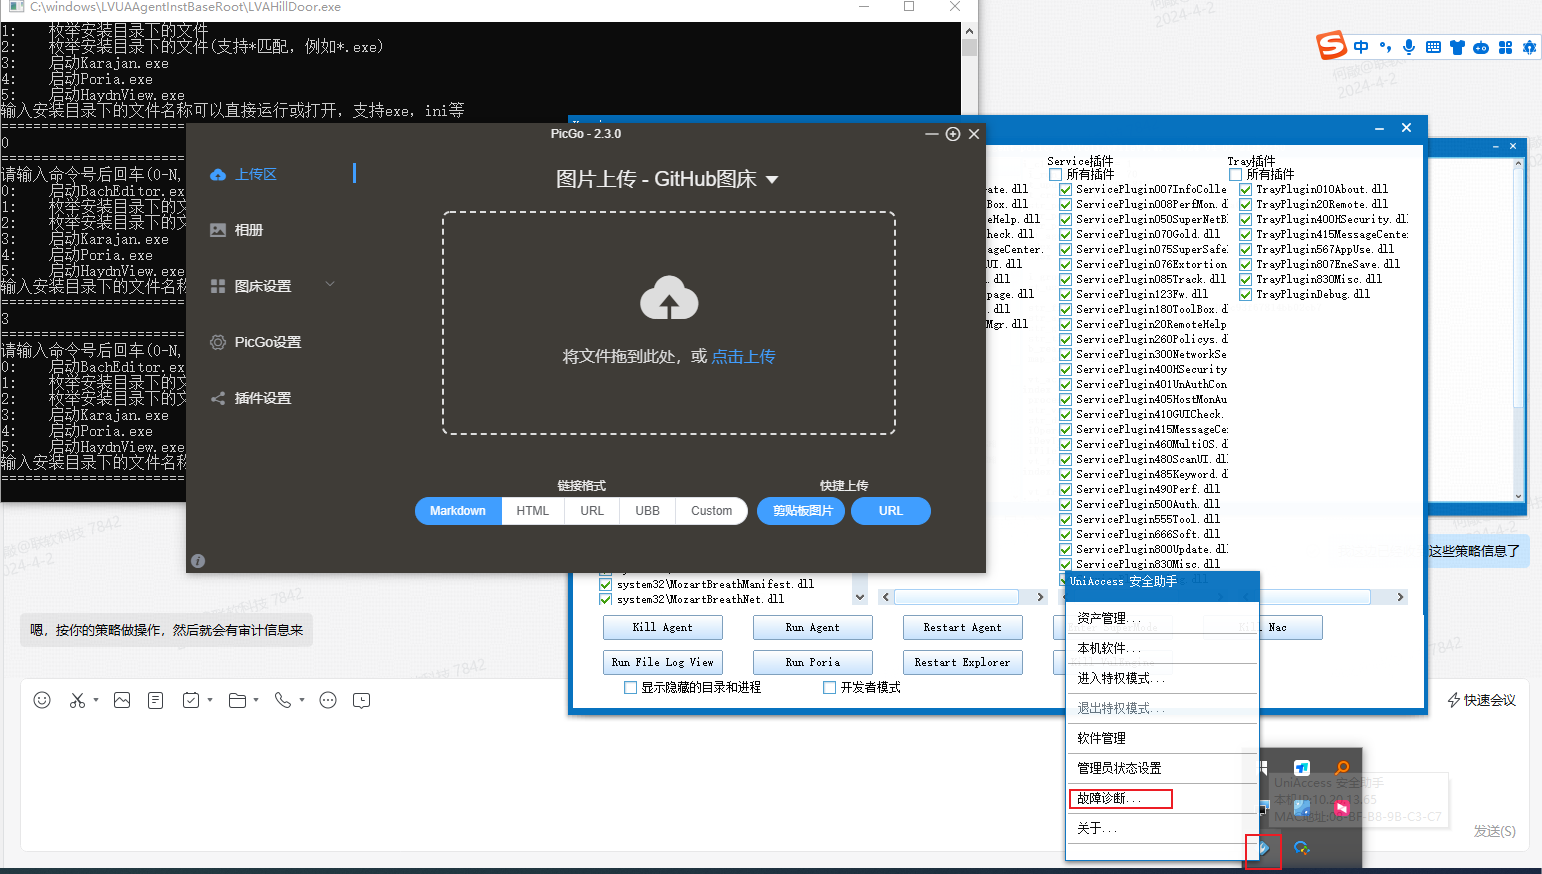 C:\windows\LVUAAgentInstBaseRoot\LVAHillDoor.exe
1: 枚举安装目录下的文件
2: 枚举安装目录下的文件(支持*匹配, 例如*.exe)
3: 启动Karajan.exe
4: 启动Poria.exe
5: 启动HaydnView.exe
输入安装目录下的文件名称可以直接运行或打开, 支持exe, ini等
0
请输入命令号后回车(0-N,
0: 启动BachEditor.ex
1: 枚举安装目录下的文
2: 枚举安装目录下的文
3: 启动Karajan.exe
4: 启动Poria.exe
5: 启动HaydnView.exe
输入安装目录下的文件名称
3
请输入命令号后回车(0-N,
0: 启动BachEditor.ex
1: 枚举安装目录下的文
2: 枚举安装目录下的文
3: 启动Karajan.exe
4: 启动Poria.exe
5: 启动HaydnView.exe
输入安装目录下的文件名称
PicGo - 2.3.0
上传区
相册
图床设置
PicGo设置
插件设置
图片上传 - GitHub图床
将文件拖到此处，或 点击上传
链接格式
快捷上传
Markdown
HTML
URL
UBB
Custom
剪贴板图片
URL
中
2024-4-2
2024-4-2
rate.dll
Box.dll
eHelp.dll
heck.dll
ageCenter.
UI.dll
page.dll
.dll
Mgr.dll
Service插件
所有插件
ServicePlugin007InfoColle
ServicePlugin008PerfMon.d
ServicePlugin050SuperNetB
ServicePlugin070Gold.dll
ServicePlugin075SuperSafe
ServicePlugin076Extortion
ServicePlugin085Track.dll
ServicePlugin123Fw.dll
ServicePlugin180ToolBox.d
ServicePlugin20RemoteHelp
ServicePlugin260Policys.d
ServicePlugin300NetworkSe
ServicePlugin400HSecurity
ServicePlugin401UnAuthCon
ServicePlugin405HostMonAu
ServicePlugin410GUICheck.
ServicePlugin415MessageCe
ServicePlugin460MultiOS.d
ServicePlugin480ScanUI.dl
ServicePlugin485Keyword.d
ServicePlugin490Perf.dll
ServicePlugin500Auth.dll
ServicePlugin555Tool.dll
ServicePlugin666Soft.dll
ServicePlugin800Update.dl
ServicePlugin830Misc.dll
Tray插件
所有插件
TrayPlugin010About.dll
TrayPlugin20Remote.dll
TrayPlugin400HSecurity.dl
TrayPlugin415MessageCente
TrayPlugin567AppUse.dll
TrayPlugin807EneSave.dll
TrayPlugin830Misc.dll
TrayPluginDebug.dll
system32\MozartBreathManifest.dll
system32\MozartBreathNet.dll
Kill Agent
Run Agent
Restart Agent
Kill Nac
Run File Log View
Run Poria
Restart Explorer
显示隐藏的目录和进程
开发者模式
这些策略信息了
嗯，按你的策略做操作，然后就会有审计信息来
UniAccess 安全助手
资产管理...
本机软件...
进入特权模式...
退出特权模式...
软件管理
管理员状态设置
故障诊断...
关于...
UniAccess 安全助手
本机IP:10.20.13.65
MAC地址:08-BF-B8-9B-C3-C7
快速会议
发送(S)